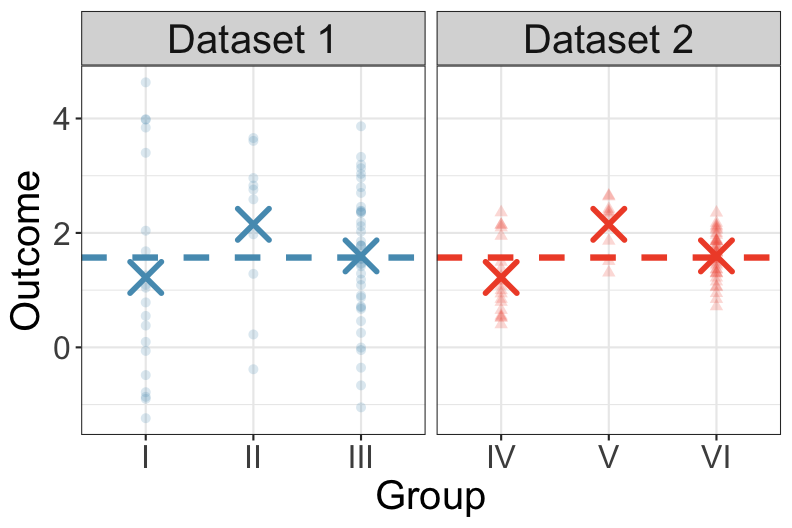 Dataset 1
Dataset 2
Outcome
4
2
0
I
II
III
IV
V
VI
Group